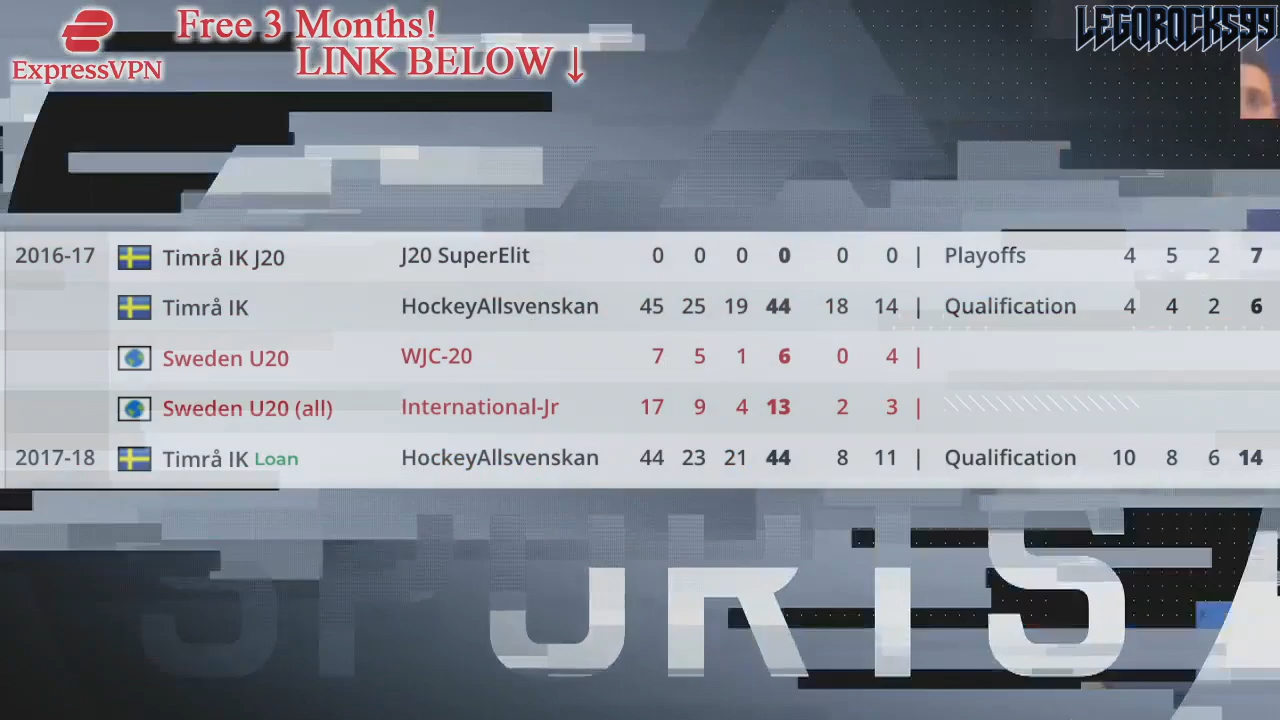 Free 3 Months!
LINK BELOW ↓
ExpressVPN
LEGOROCKS99
2016-17 Timrå IK J20 J20 SuperElit 0 0 0 0 0 0 | Playoffs 4 5 2 7
Timrå IK HockeyAllsvenskan 45 25 19 44 18 14 | Qualification 4 4 2 6
Sweden U20 WJC-20 7 5 1 6 0 4 |
Sweden U20 (all) International-Jr 17 9 4 13 2 3 |
2017-18 Timrå IK Loan HockeyAllsvenskan 44 23 21 44 8 11 | Qualification 10 8 6 14
SPORTS